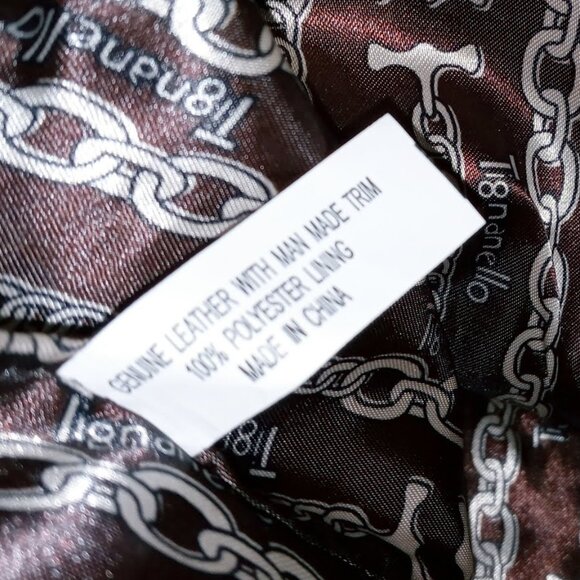 Tignanello
Tignanello
GENUINE LEATHER WITH MAN MADE TRIM
100% POLYESTER LINING
MADE IN CHINA
Tignanello